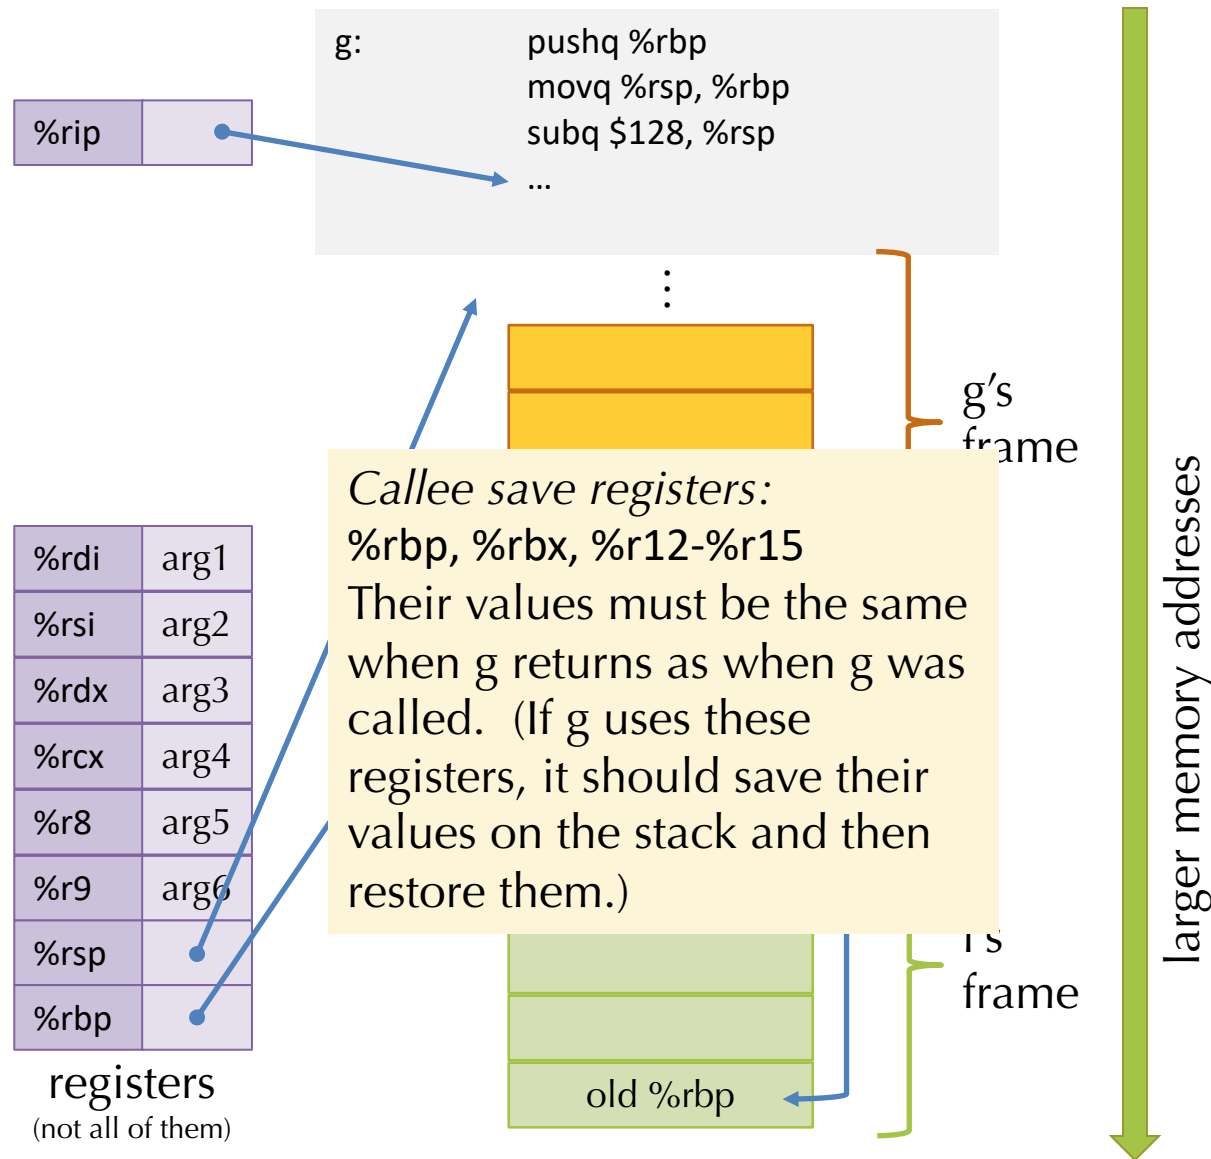 g: pushq %rbp
movq %rsp, %rbp
subq $128, %rsp
...
%rip
⋮
g's
frame
Callee save registers:
%rbp, %rbx, %r12-%r15
Their values must be the same
when g returns as when g was
called. (If g uses these
registers, it should save their
values on the stack and then
restore them.)
%rdi arg1
%rsi arg2
%rdx arg3
%rcx arg4
%r8 arg5
%r9 arg6
%rsp
%rbp
frame
old %rbp
registers
(not all of them)
larger memory addresses